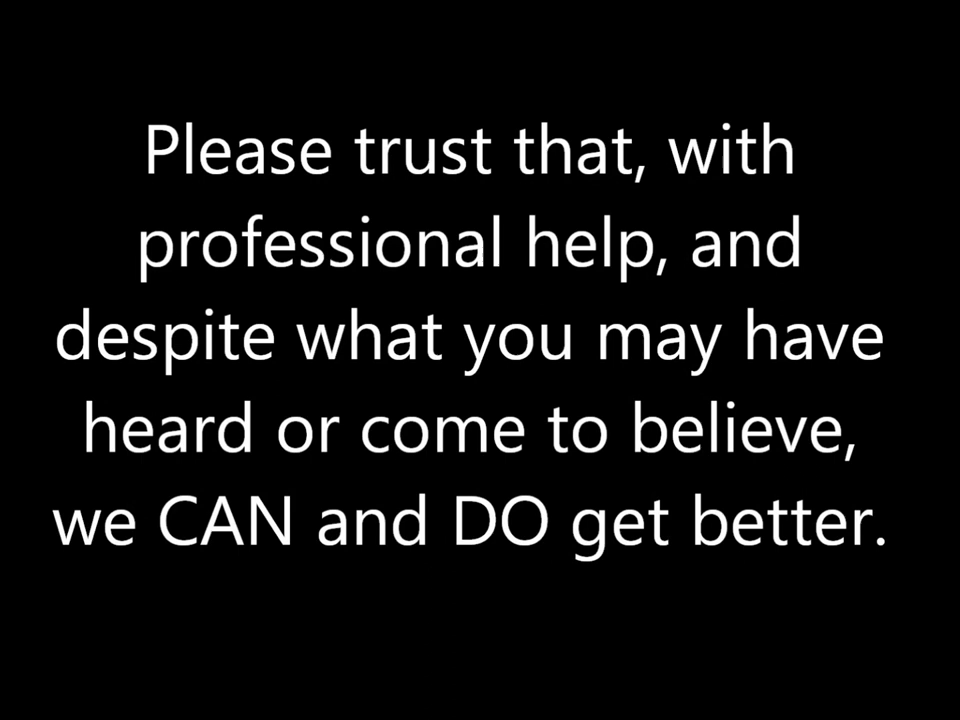 Please trust that, with
professional help, and
despite what you may have
heard or come to believe,
we CAN and DO get better.